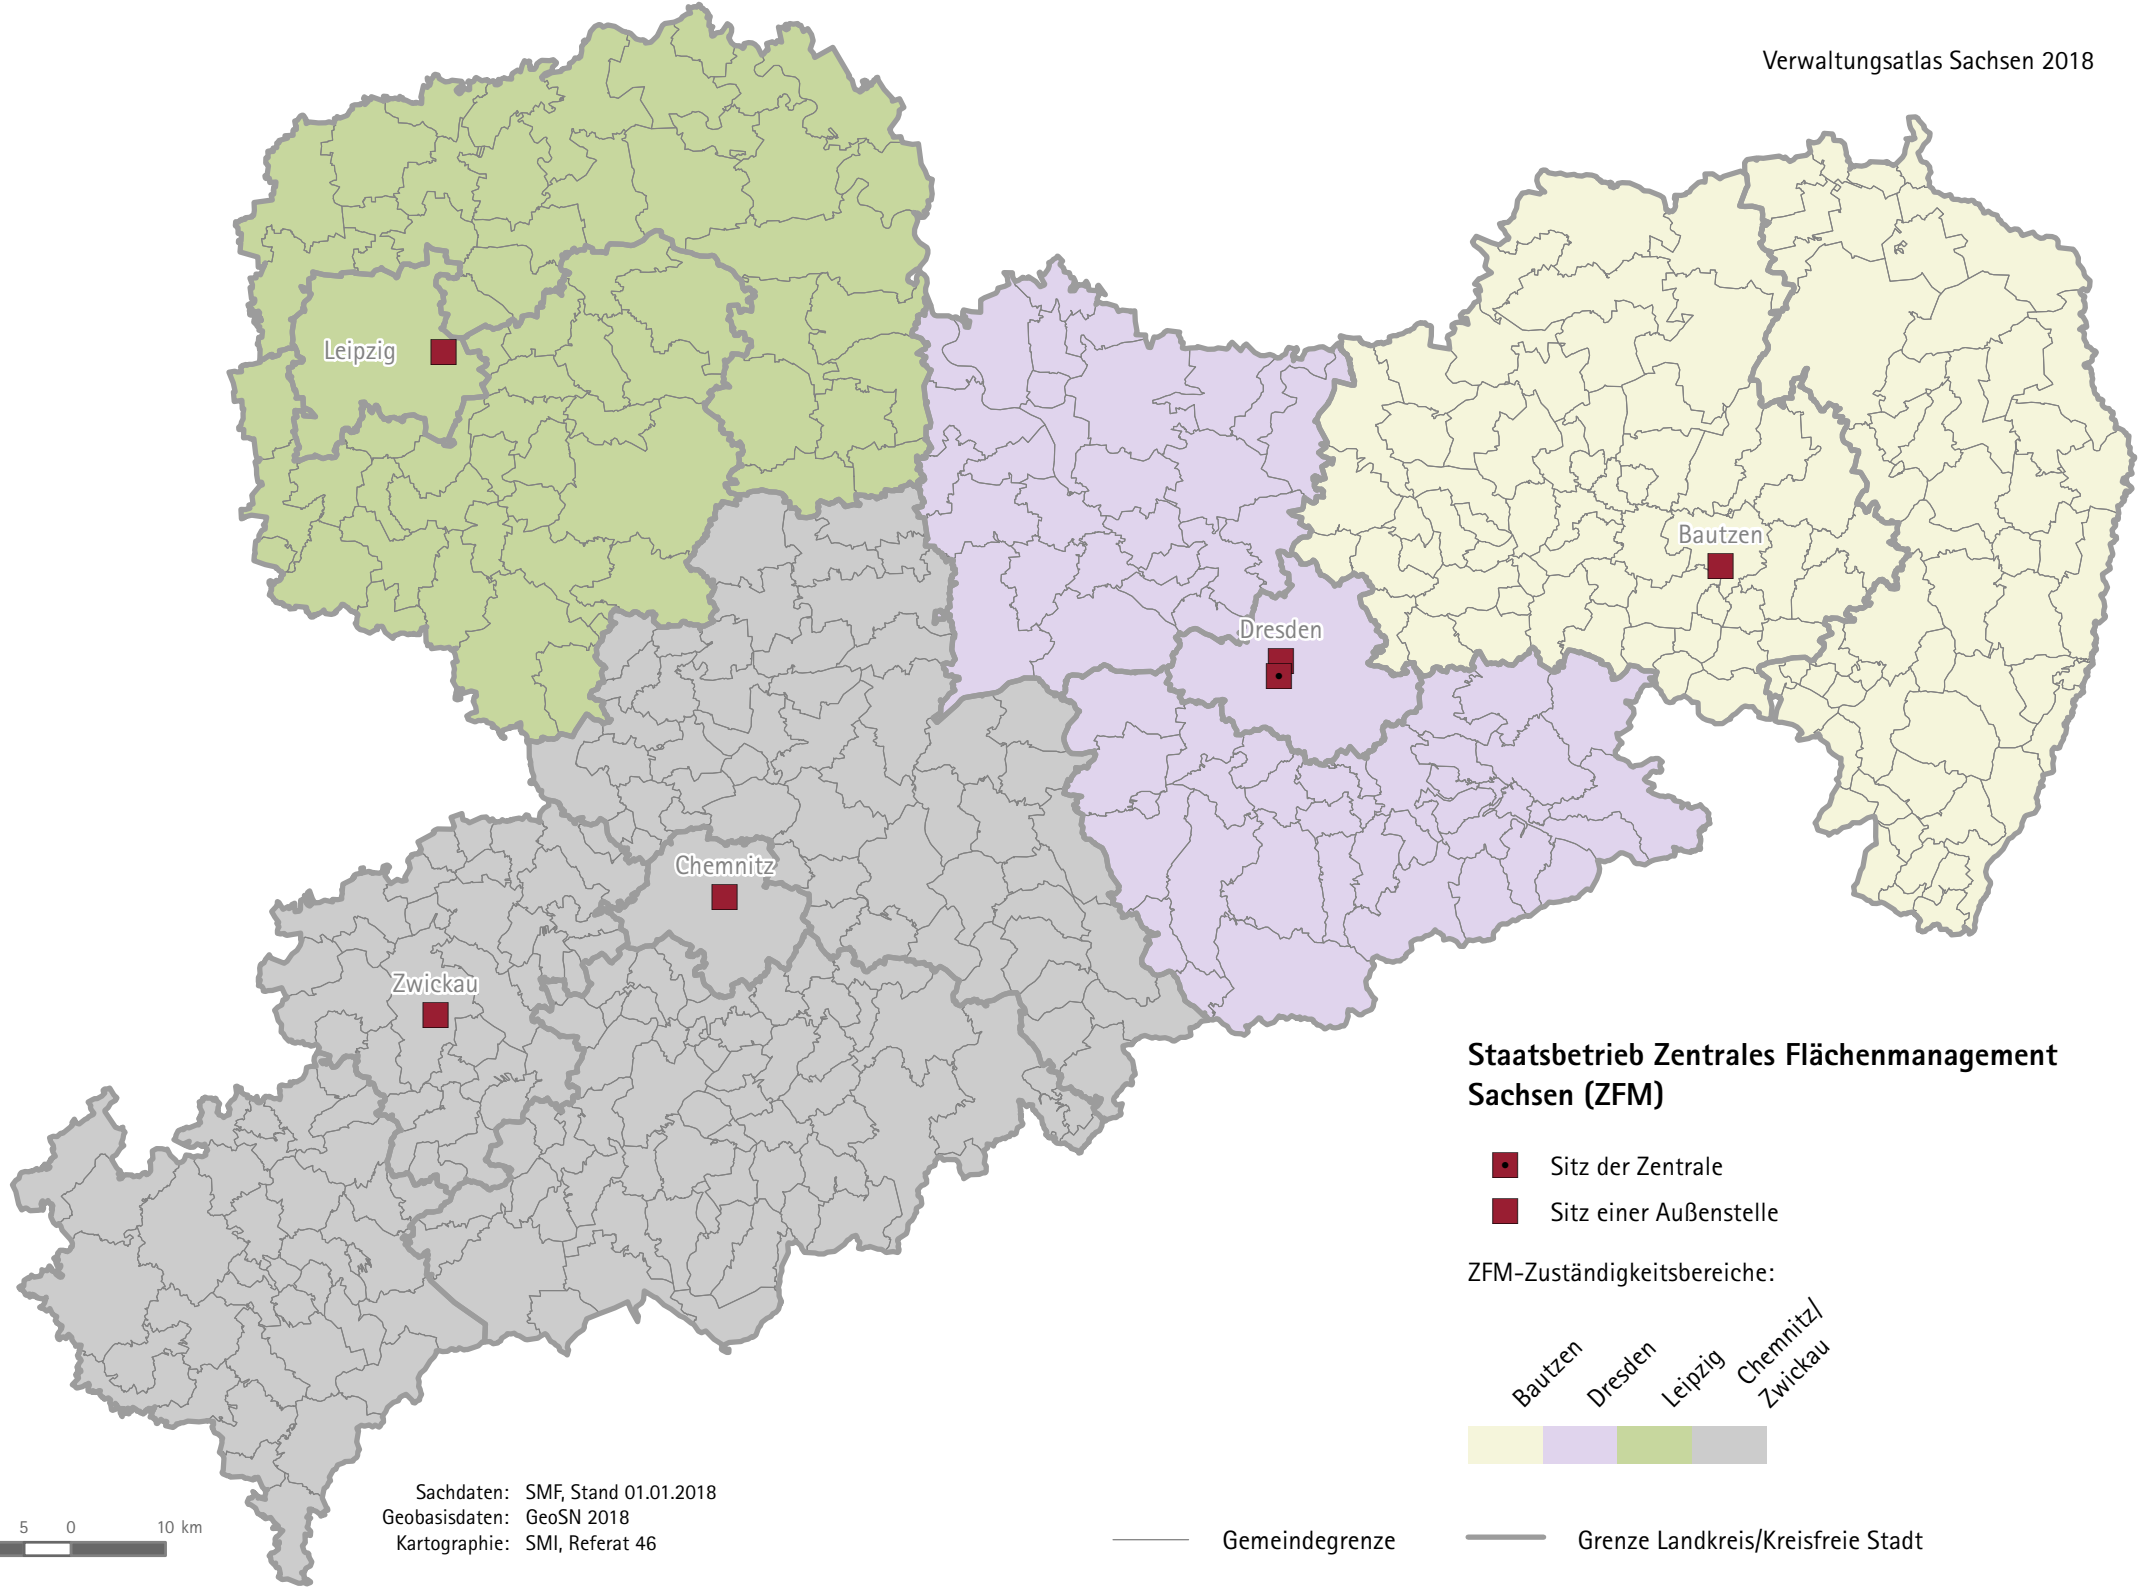 Verwaltungsatlas Sachsen 2018
Leipzig
Bautzen
Dresden
Chemnitz
Zwickau
Staatsbetrieb Zentrales Flächenmanagement
Sachsen (ZFM)
Sitz der Zentrale
Sitz einer Außenstelle
ZFM-Zuständigkeitsbereiche:
Bautzen
Dresden
Leipzig
Chemnitz/
Zwickau
Sachdaten: SMF, Stand 01.01.2018
Geobasisdaten: GeoSN 2018
Kartographie: SMI, Referat 46
5 0 10 km
Gemeindegrenze
Grenze Landkreis/Kreisfreie Stadt